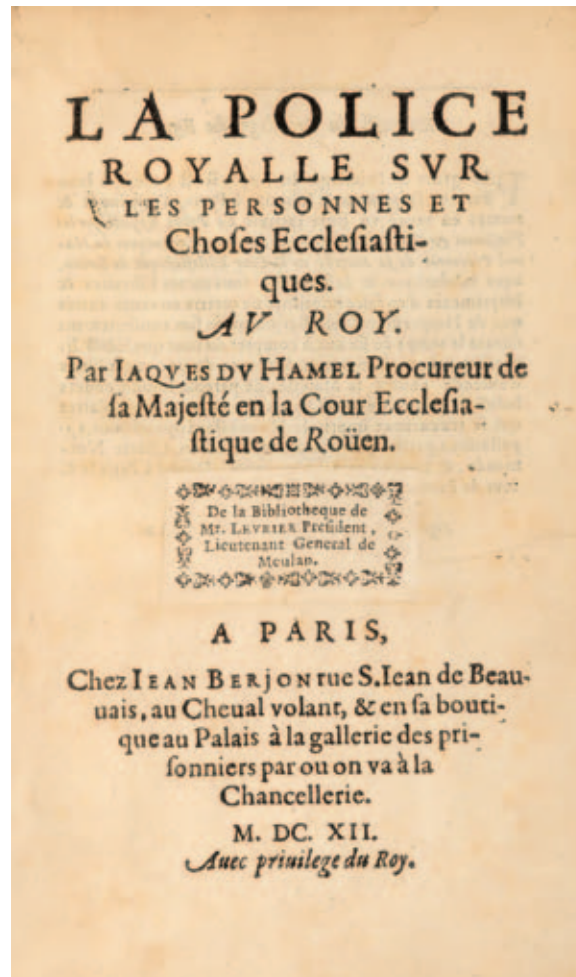 LA POLICE
ROYALLE SVR
LES PERSONNES ET
Choſes Eccleſiaſti-
ques.
AV ROY.
Par IAQVES DV HAMEL Procureur de
ſa Majeſté en la Cour Eccleſia-
ſtique de Roüen.
De la Bibliotheque de
Mr. LEVRIER Preſident,
Lieutenant General de
Meulan.
A PARIS,
Chez IEAN BERJON rue S. Iean de Beau-
uais, au Cheual volant, & en ſa bouti-
que au Palais à la gallerie des pri-
ſonniers par ou on va à la
Chancellerie.
M. DC. XII.
Auec priuilege du Roy.